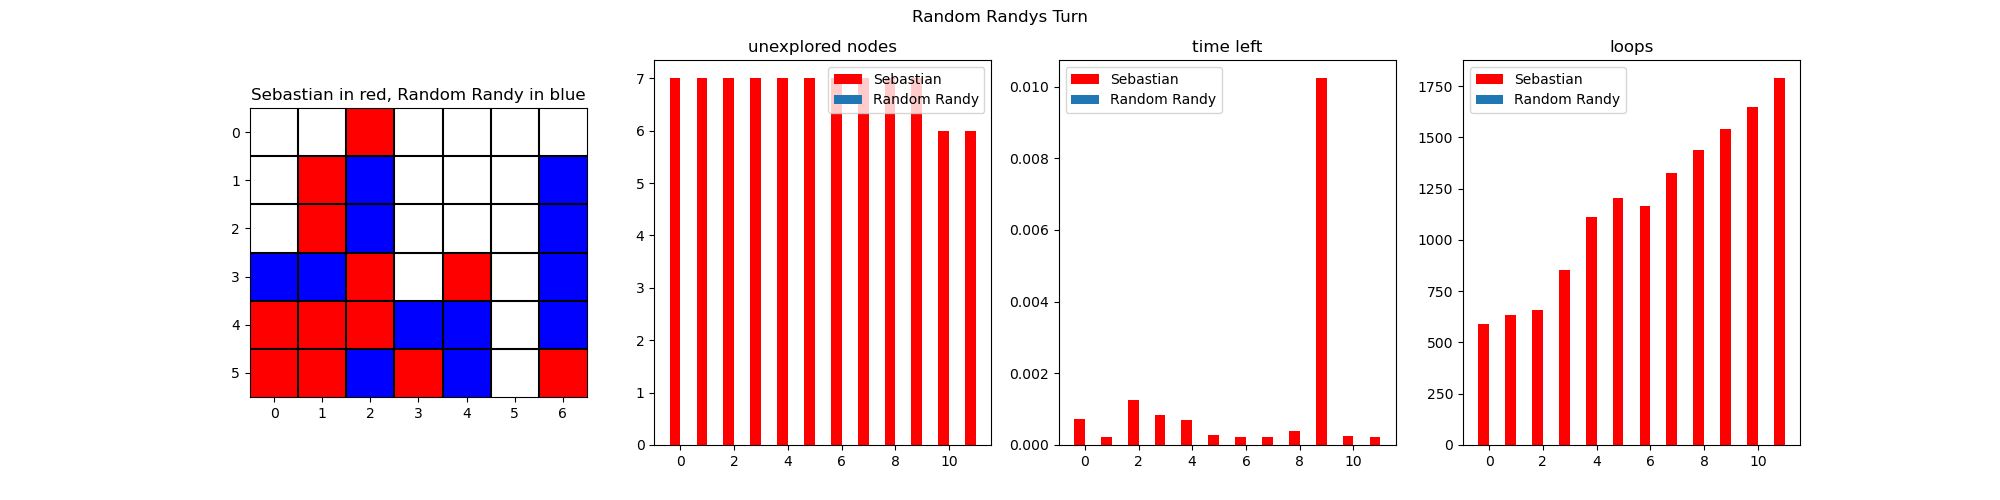 Random Randys Turn
Sebastian in red, Random Randy in blue
0
1
2
3
4
5
0 1 2 3 4 5 6
unexplored nodes
Sebastian
Random Randy
7
6
5
4
3
2
1
0
0 2 4 6 8 10
time left
Sebastian
Random Randy
0.010
0.008
0.006
0.004
0.002
0.000
0 2 4 6 8 10
loops
Sebastian
Random Randy
1750
1500
1250
1000
750
500
250
0
0 2 4 6 8 10